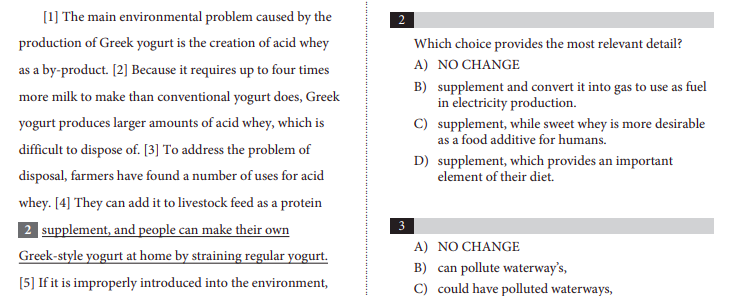 [1] The main environmental problem caused by the
production of Greek yogurt is the creation of acid whey
as a by-product. [2] Because it requires up to four times
more milk to make than conventional yogurt does, Greek
yogurt produces larger amounts of acid whey, which is
difficult to dispose of. [3] To address the problem of
disposal, farmers have found a number of uses for acid
whey. [4] They can add it to livestock feed as a protein
2 supplement, and people can make their own
Greek-style yogurt at home by straining regular yogurt.
[5] If it is improperly introduced into the environment,
2
Which choice provides the most relevant detail?
A) NO CHANGE
B) supplement and convert it into gas to use as fuel
in electricity production.
C) supplement, while sweet whey is more desirable
as a food additive for humans.
D) supplement, which provides an important
element of their diet.
3
A) NO CHANGE
B) can pollute waterway’s,
C) could have polluted waterways,